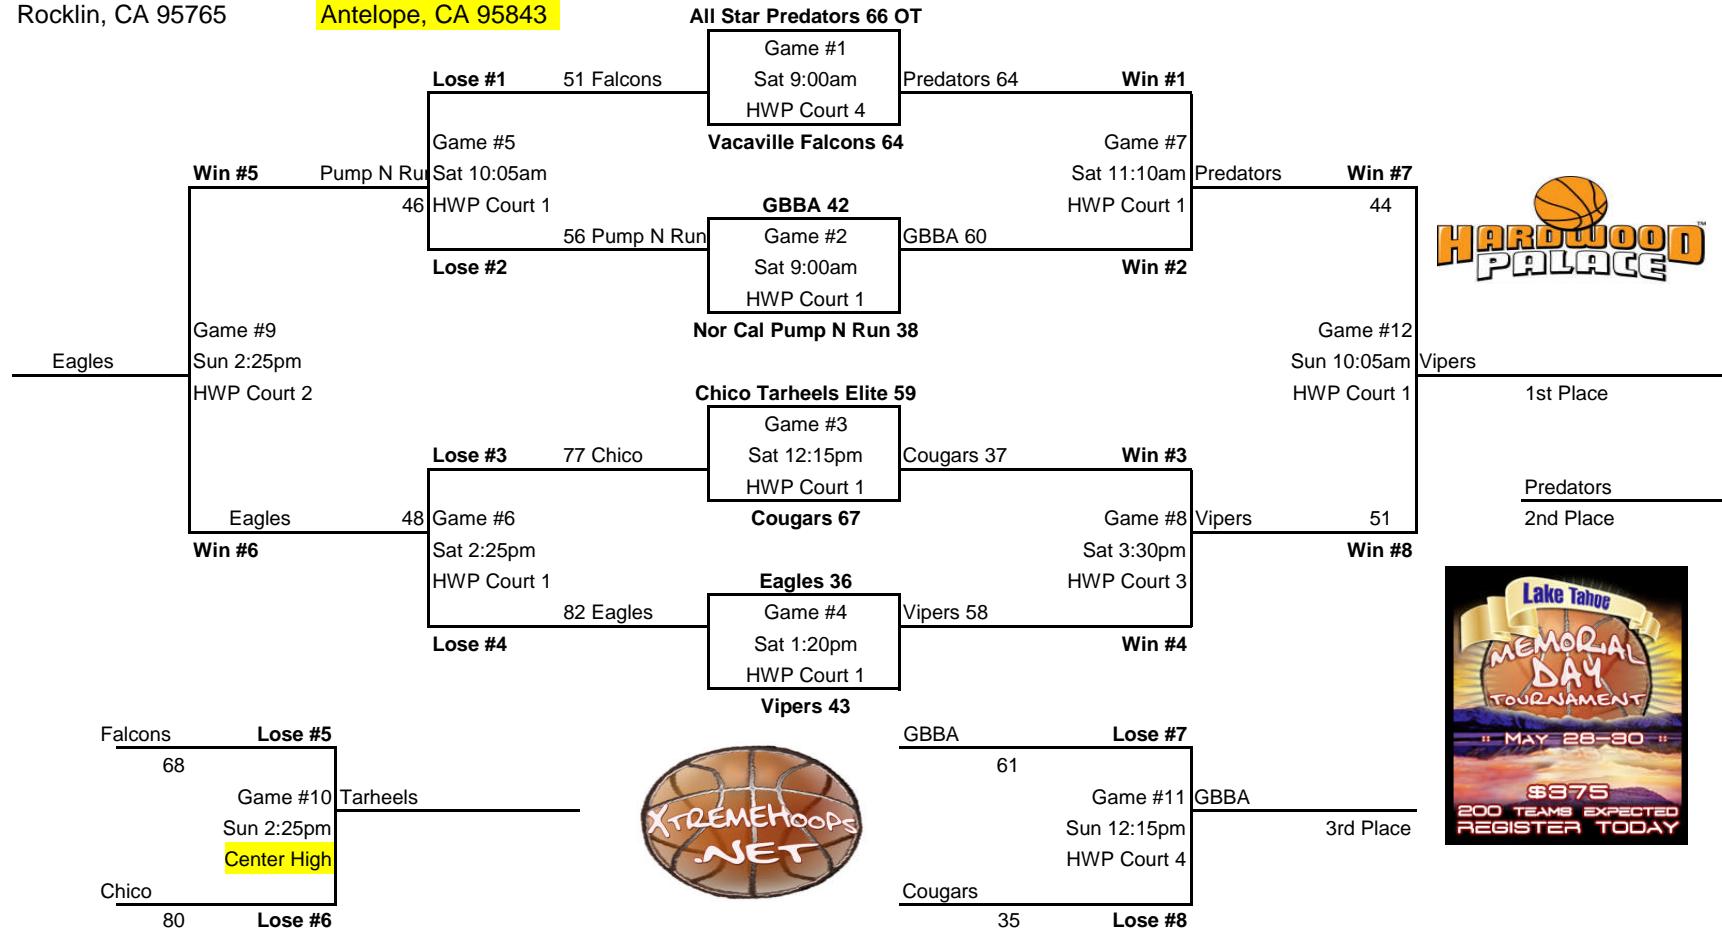 Rocklin, CA 95765 Antelope, CA 95843 All Star Predators 66 OT
Game #1
Lose #1 51 Falcons Sat 9:00am Predators 64 Win #1
HWP Court 4
Game #5 Vacaville Falcons 64 Game #7
Win #5 Pump N Ru Sat 10:05am Sat 11:10am Predators Win #7
46 HWP Court 1 GBBA 42 HWP Court 1 44
56 Pump N Run Game #2 GBBA 60
Lose #2 Sat 9:00am Win #2
HWP Court 1
Game #9 Nor Cal Pump N Run 38 Game #12
Eagles Sun 2:25pm Sun 10:05am Vipers
HWP Court 2 Chico Tarheels Elite 59 HWP Court 1 1st Place
Game #3
Lose #3 77 Chico Sat 12:15pm Cougars 37 Win #3
HWP Court 1 Predators
Eagles 48 Game #6 Cougars 67 Game #8 Vipers 51 2nd Place
Win #6 Sat 2:25pm Sat 3:30pm Win #8
HWP Court 1 Eagles 36 HWP Court 3
82 Eagles Game #4 Vipers 58
Lose #4 Sat 1:20pm Win #4
HWP Court 1
Vipers 43
Falcons Lose #5 GBBA Lose #7
68 61
Game #10 Tarheels Game #11 GBBA
Sun 2:25pm Sun 12:15pm 3rd Place
Center High HWP Court 4
Chico Cougars
80 Lose #6 35 Lose #8
HARDWOOD
PALACE
TM
XTREMEHOOPS
.NET
Lake Tahoe
MEMORIAL
DAY
TOURNAMENT
:: MAY 28-30 ::
$375
200 TEAMS EXPECTED
REGISTER TODAY